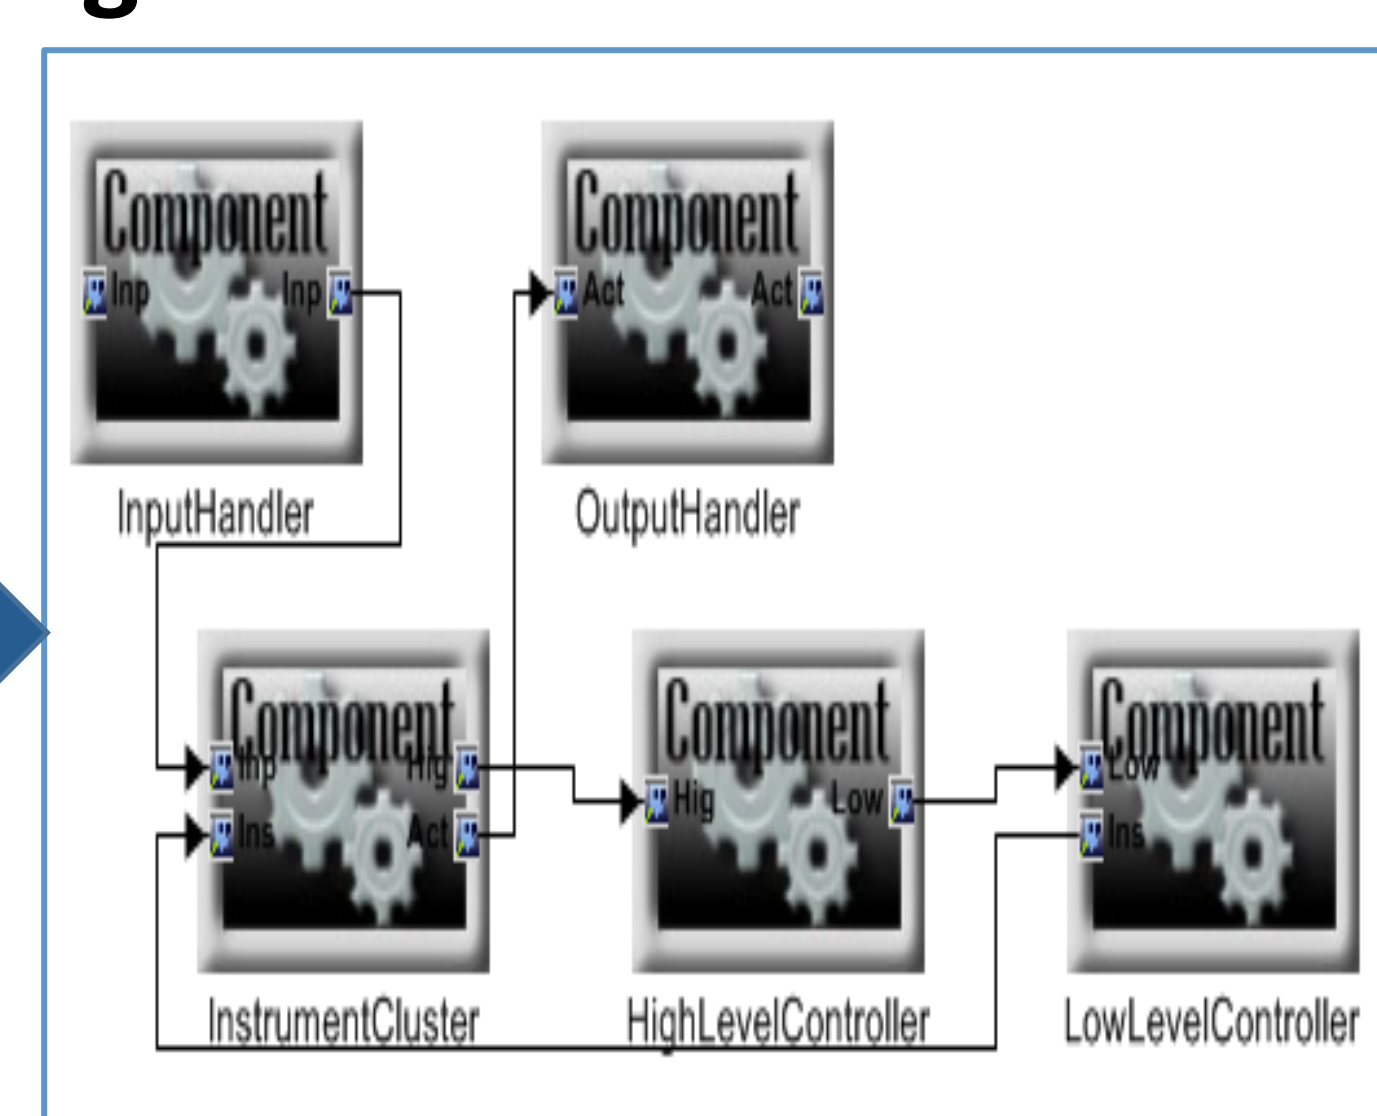 g
Component
Component
Inp
Inp
Act
Act
InputHandler
OutputHandler
Component
Component
Component
Inp
Hig
Low
Hig
Low
Ins
Act
Ins
InstrumentCluster
HighLevelController
LowLevelController